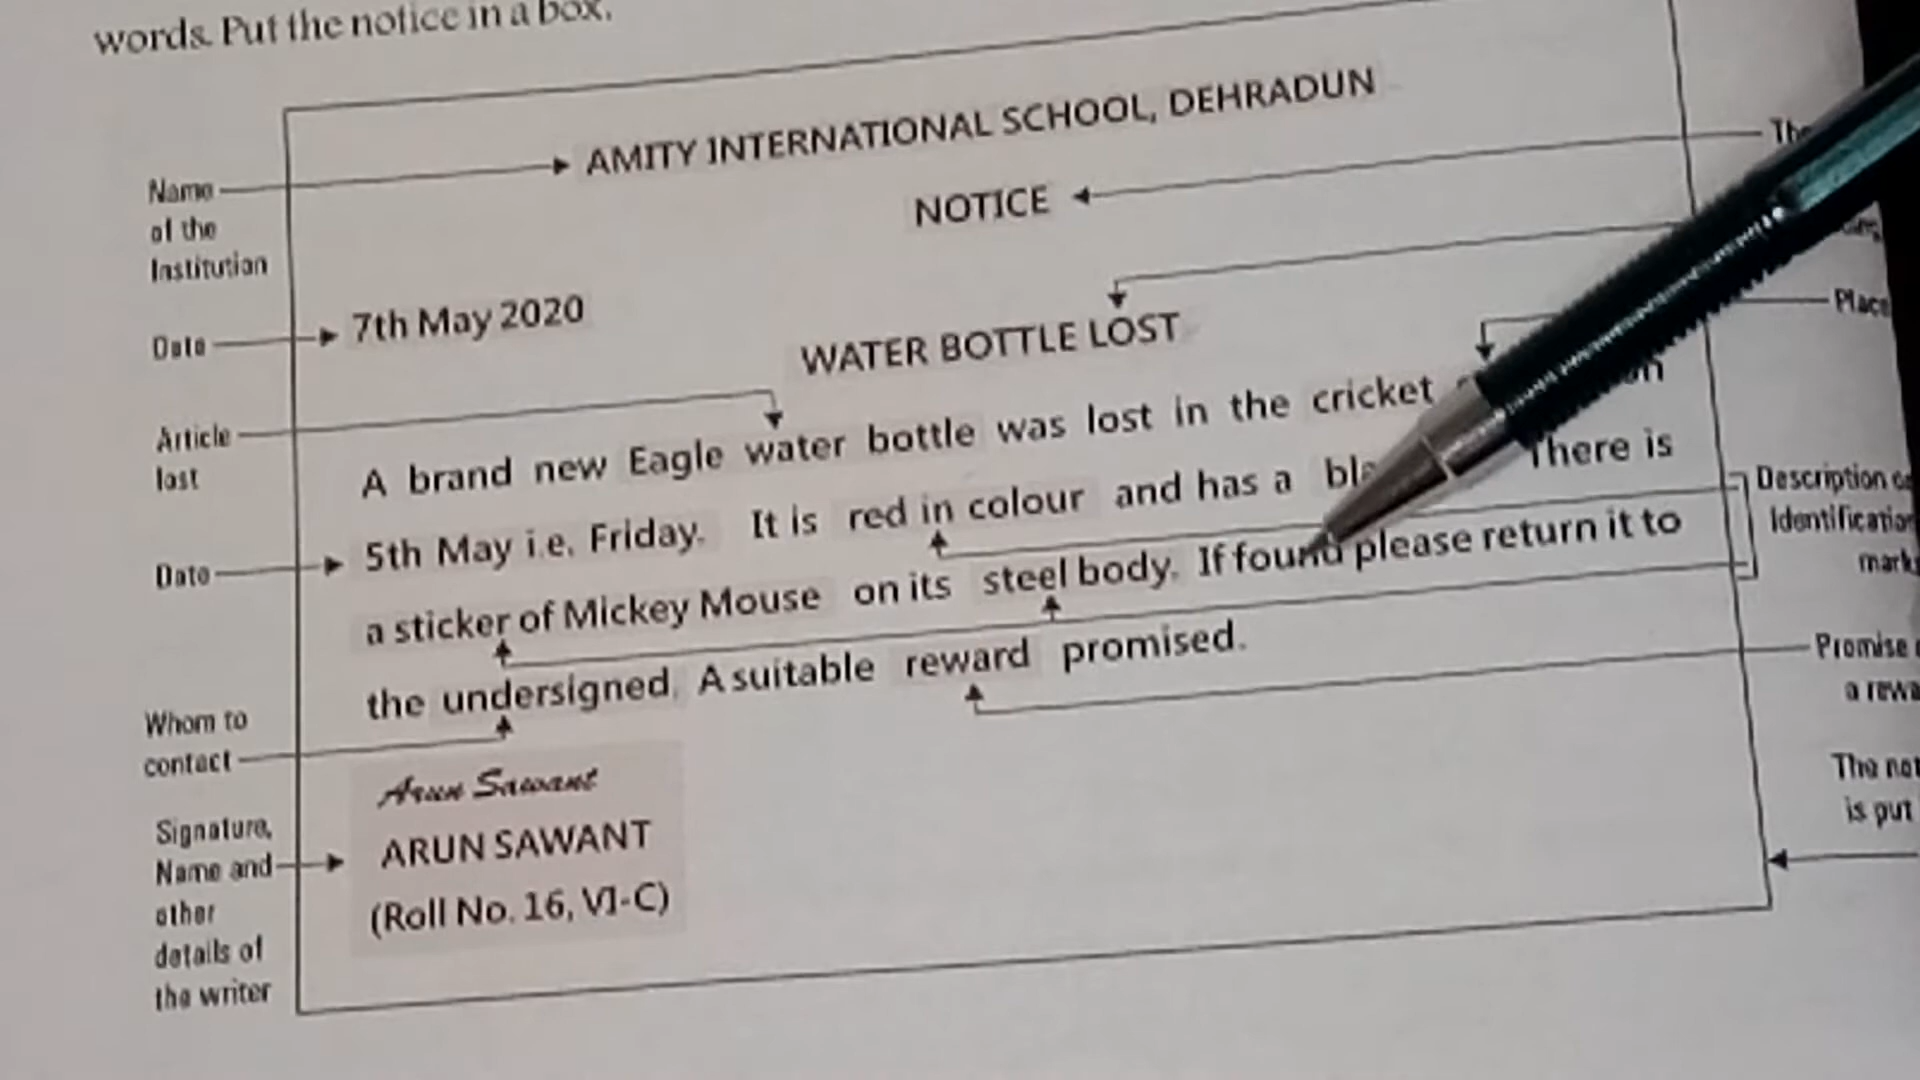 words. Put the notice in a box.
AMITY INTERNATIONAL SCHOOL, DEHRADUN
Name
of the
Institution
NOTICE
Date
7th May 2020
WATER BOTTLE LOST
Place
Article
lost
A brand new Eagle water bottle was lost in the cricket
5th May i.e. Friday. It is red in colour and has a There is
Date
a sticker of Mickey Mouse on its steel body. If found please return it to
Description
Identification
marks
the undersigned. A suitable reward promised.
Promise
a
Whom to
contact
The
is put
Arun Sawant
ARUN SAWANT
(Roll No. 16, VI-C)
Signature,
Name and
other
details of
the writer